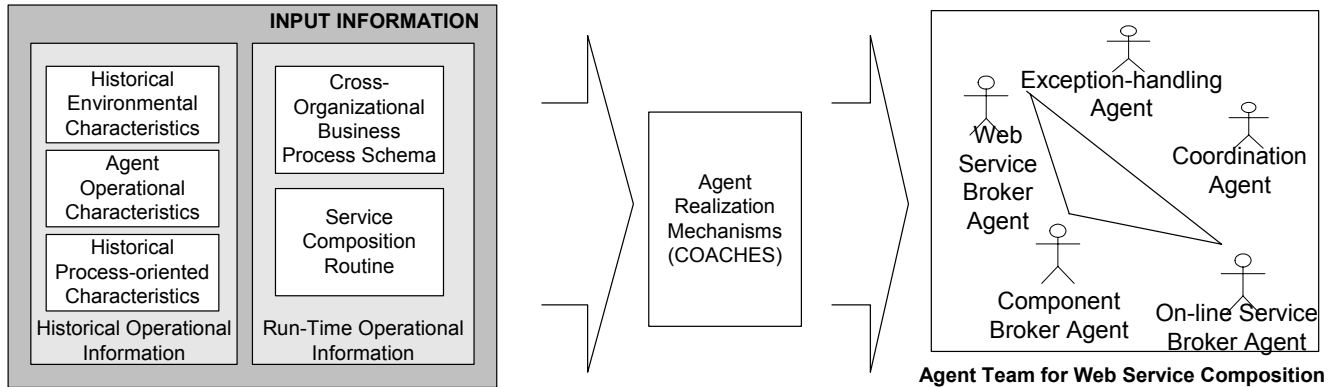 INPUT INFORMATION
Historical
Environmental
Characteristics
Agent
Operational
Characteristics
Historical
Process-oriented
Characteristics
Historical Operational
Information
Cross-
Organizational
Business
Process Schema
Service
Composition
Routine
Run-Time Operational
Information
Agent
Realization
Mechanisms
(COACHES)
Exception-handling
Agent
Web
Service
Broker
Agent
Coordination
Agent
Component
Broker Agent
On-line Service
Broker Agent
Agent Team for Web Service Composition